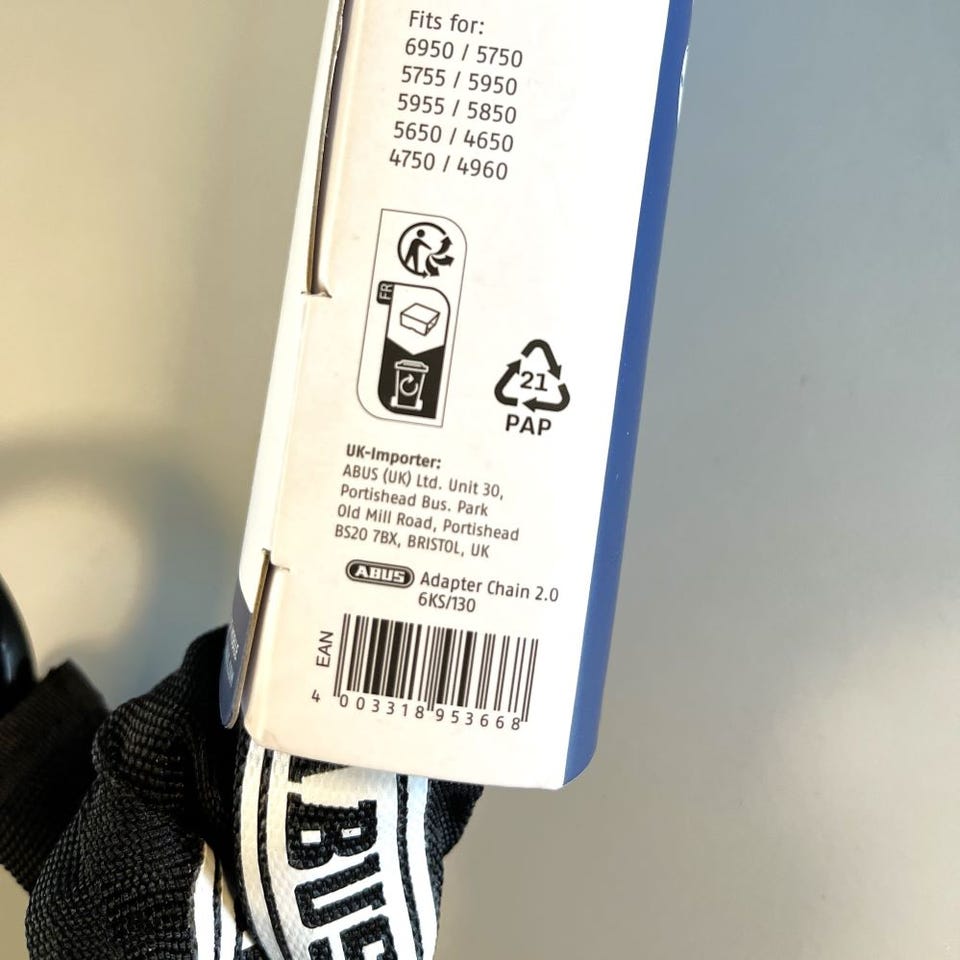 Fits for:
6950 / 5750
5755 / 5950
5955 / 5850
5650 / 4650
4750 / 4960
FR
21
PAP
UK-Importer:
ABUS (UK) Ltd. Unit 30,
Portishead Bus. Park
Old Mill Road, Portishead
BS20 7BX, BRISTOL, UK
ABUS Adapter Chain 2.0
6KS/130
EAN
4 003318 953668
ABUS